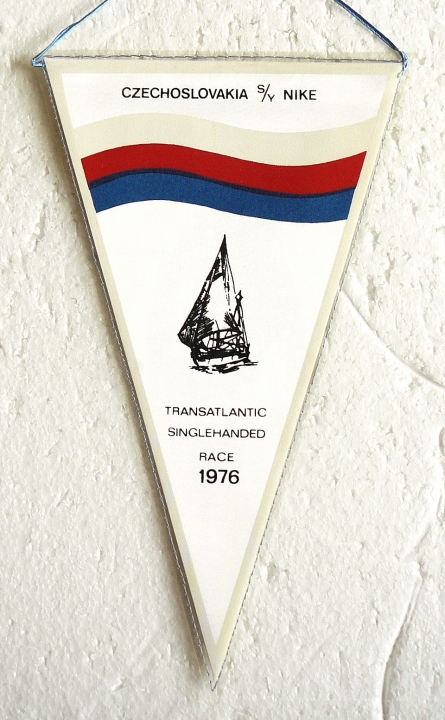 CZECHOSLOVAKIA S/Y NIKE
TRANSATLANTIC
SINGLEHANDED
RACE
1976